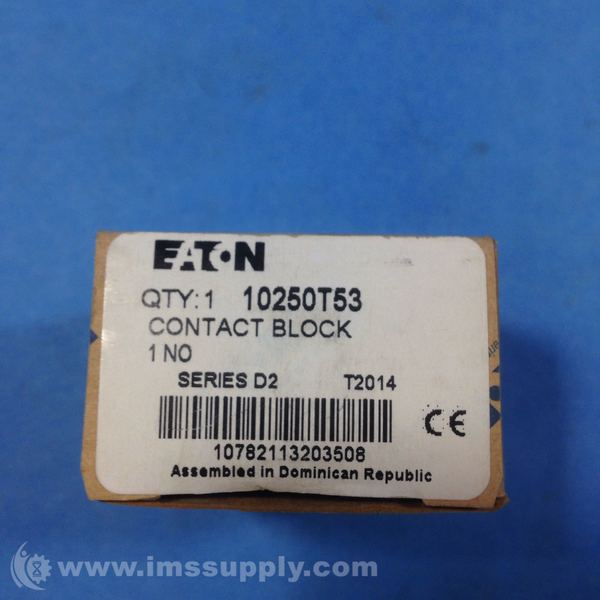 EATON
QTY:1 10250T53
CONTACT BLOCK
1 NO
SERIES D2 T2014
10782113203508
CE
Assembled in Dominican Republic
www.imssupply.com